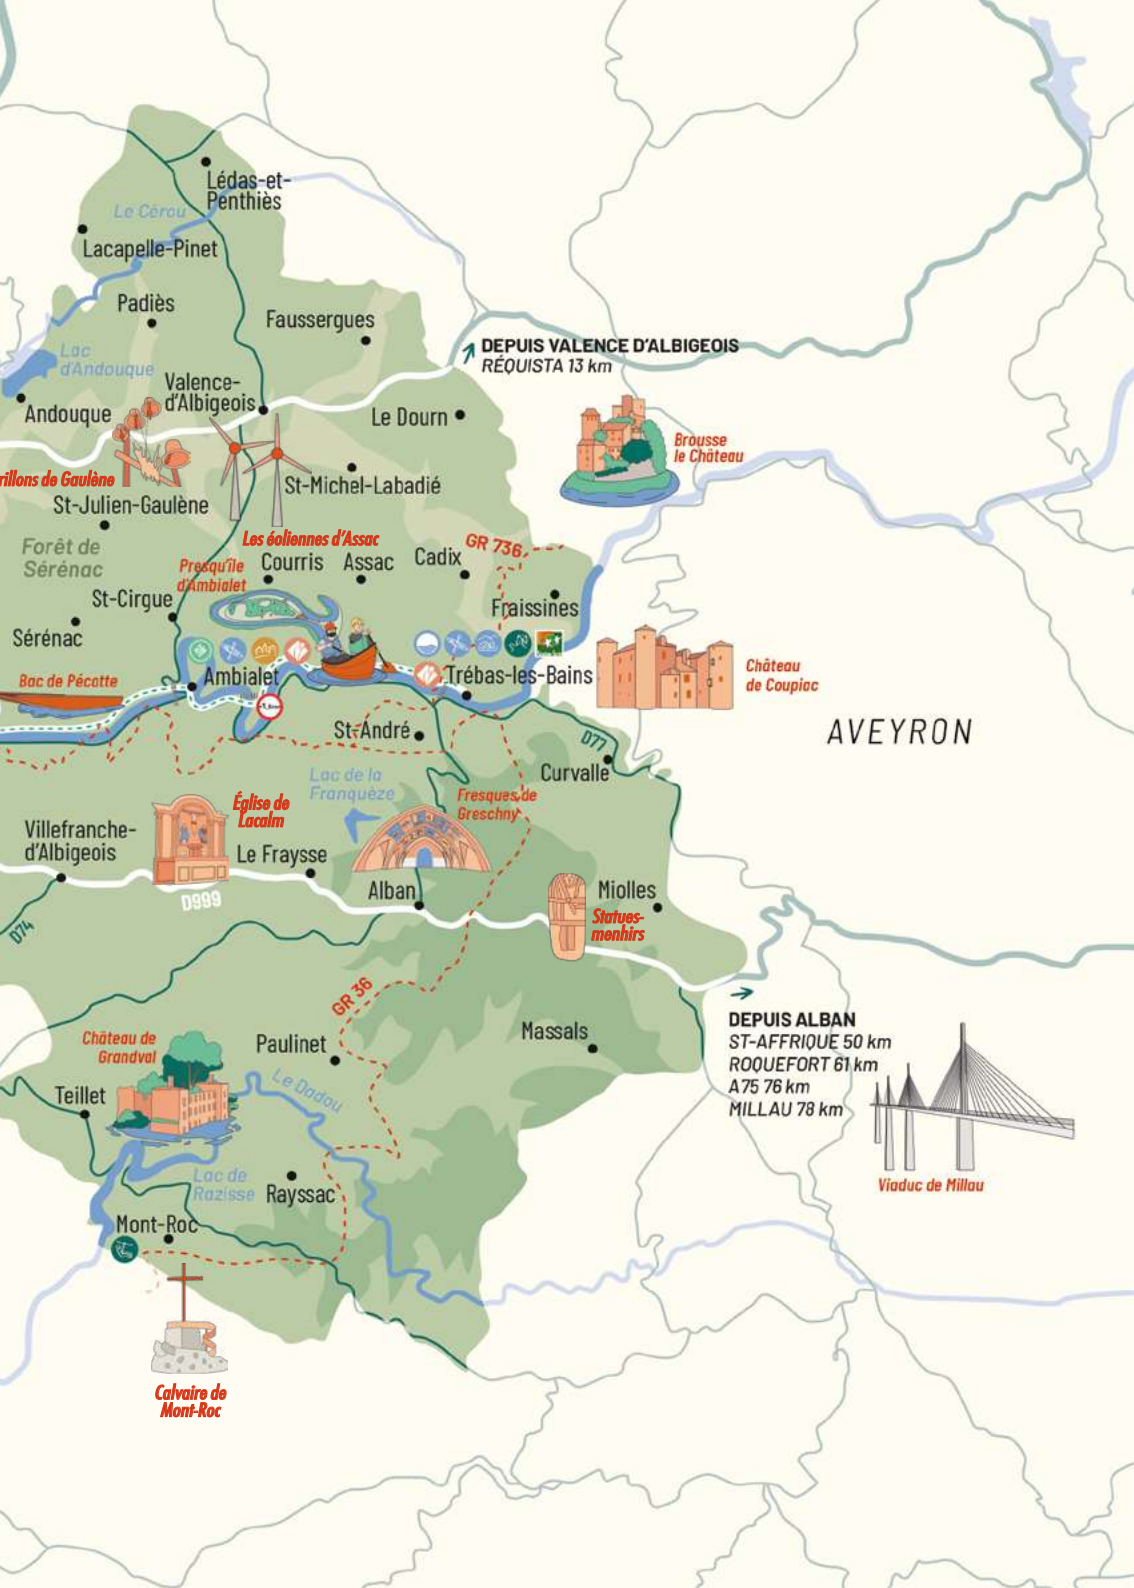 Lédas-et-
Penthiès
Le Cérou
Lacapelle-Pinet
Padiès
Faussergues
DEPUIS VALENCE D'ALBIGEOIS
RÉQUISTA 13 km
Lac
d'Andouque
Valence-
d'Albigeois
Andouque
Le Dourn
Brousse
le Château
rillons de Gaulène
St-Michel-Labadié
St-Julien-Gaulène
Les éoliennes d'Assac
GR 736
Forêt de
Sérénac
Presqu'île
d'Ambialet
Courris
Assac
Cadix
St-Cirgue
Fraissines
Sérénac
Ambialet
Trébas-les-Bains
Château
de Coupiac
Bac de Pécotte
St-André
D77
AVEYRON
Curvalle
Lac de la
Franquèze
Fresques de
Greschny
Église de
Lacalm
Villefranche-
d'Albigeois
Le Fraysse
Alban
Miolles
D999
Statues-
menhirs
D74
GR 36
DEPUIS ALBAN
ST-AFFRIQUE 50 km
ROQUEFORT 61 km
A75 76 km
MILLAU 78 km
Massals
Château de
Grandval
Paulinet
Teillet
Le Dadou
Viaduc de Millau
Lac de
Razisse
Rayssac
Mont-Roc
Calvaire de
Mont-Roc